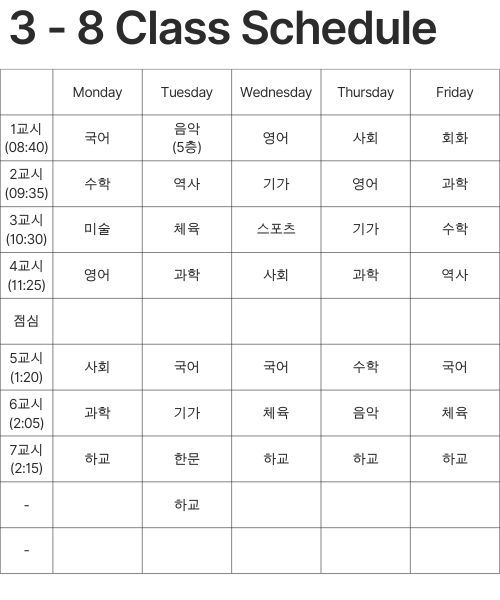 3 - 8 Class Schedule
Monday Tuesday Wednesday Thursday Friday
1교시 (08:40) 국어 음악 (5층) 영어 사회 회화
2교시 (09:35) 수학 역사 기가 영어 과학
3교시 (10:30) 미술 체육 스포츠 기가 수학
4교시 (11:25) 영어 과학 사회 과학 역사
점심
5교시 (1:20) 사회 국어 국어 수학 국어
6교시 (2:05) 과학 기가 체육 음악 체육
7교시 (2:15) 하교 한문 하교 하교 하교
- 하교
-